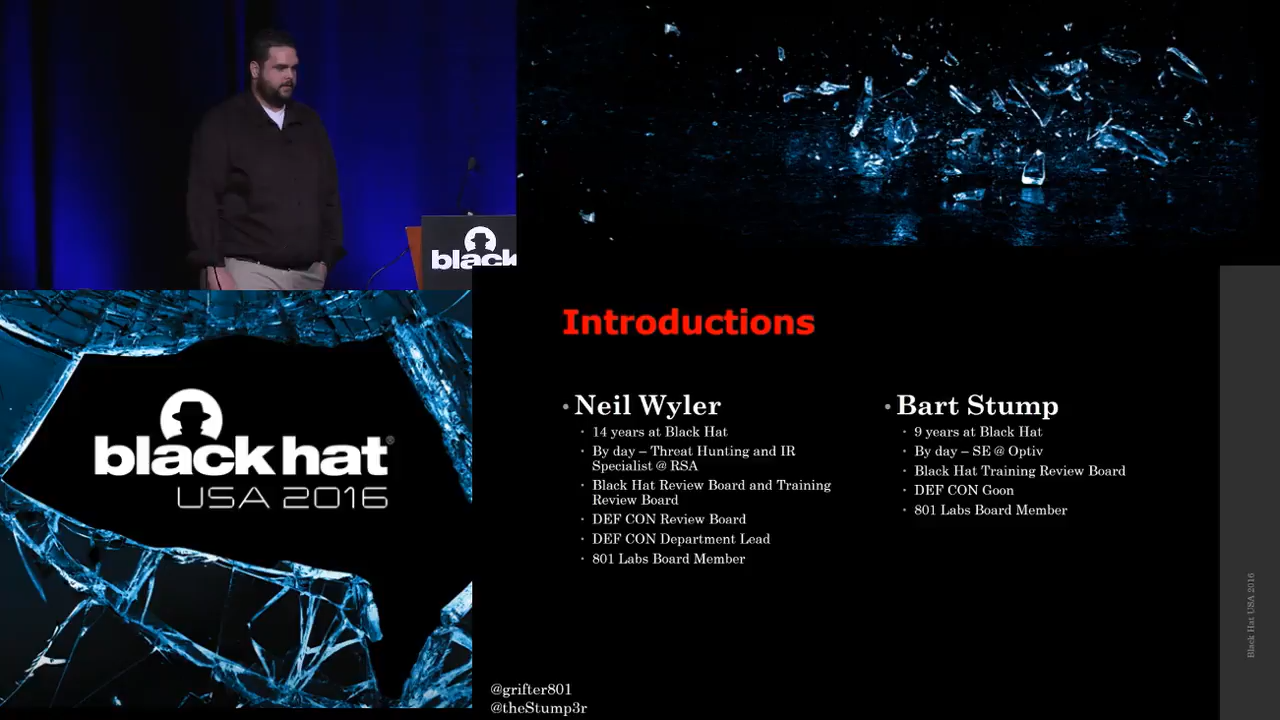 black
black hat®
USA 2016
Introductions
• Neil Wyler
• 14 years at Black Hat
• By day – Threat Hunting and IR
Specialist @ RSA
• Black Hat Review Board and Training
Review Board
• DEF CON Review Board
• DEF CON Department Lead
• 801 Labs Board Member
• Bart Stump
• 9 years at Black Hat
• By day – SE @ Optiv
• Black Hat Training Review Board
• DEF CON Goon
• 801 Labs Board Member
Black Hat USA 2016
@grifter801
@theStump3r